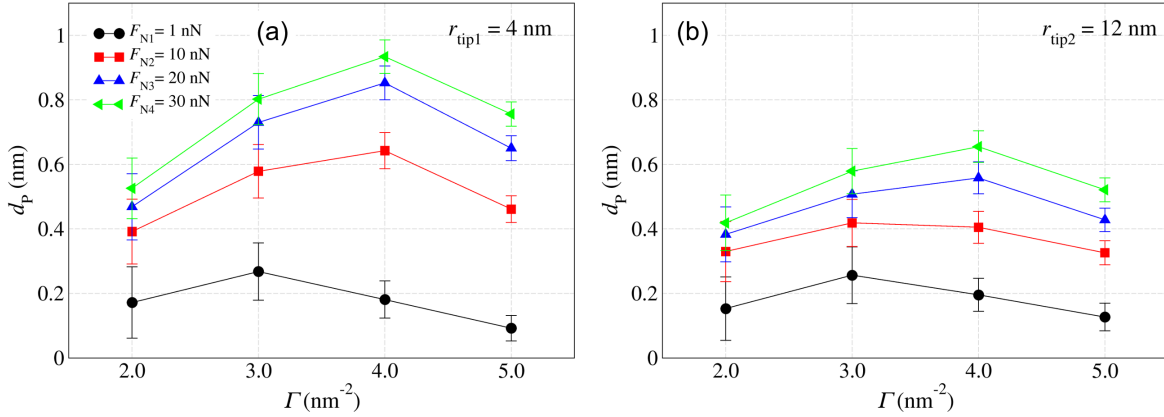 (a)
r_tip1 = 4 nm
F_N1 = 1 nN
F_N2 = 10 nN
F_N3 = 20 nN
F_N4 = 30 nN
d_P (nm)
1
0.8
0.6
0.4
0.2
0
2.0 3.0 4.0 5.0
Γ (nm⁻²)
(b)
r_tip2 = 12 nm
d_P (nm)
1
0.8
0.6
0.4
0.2
0
2.0 3.0 4.0 5.0
Γ (nm⁻²)